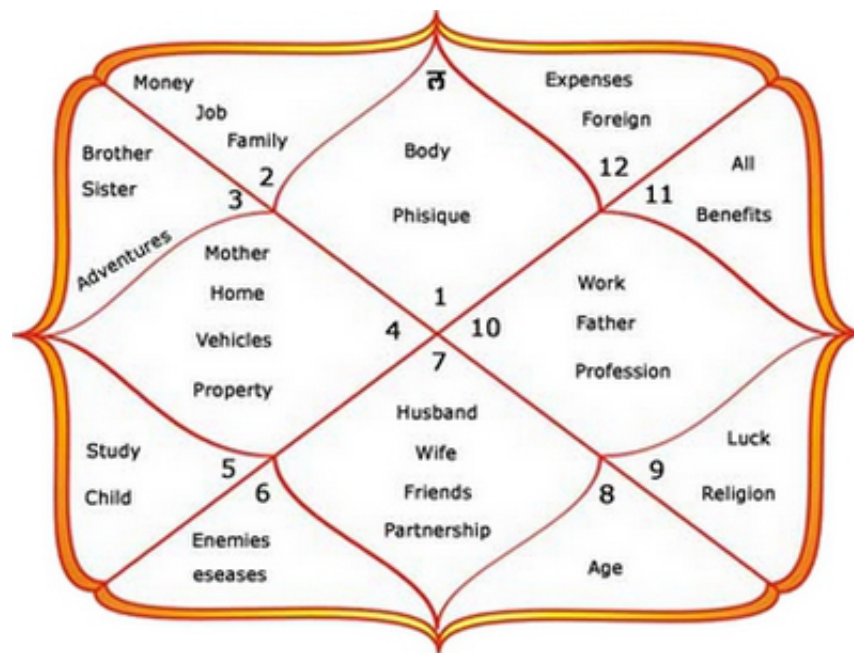 Money
Job
Family
2
ल
Body
Phisique
1
Expenses
Foreign
12
Brother
Sister
3
Adventures
All
11
Benefits
Mother
Home
4
Vehicles
Property
Work
10
Father
Profession
7
Husband
Wife
Friends
Partnership
Study
5
Child
6
Enemies
eseases
8
Age
Luck
9
Religion